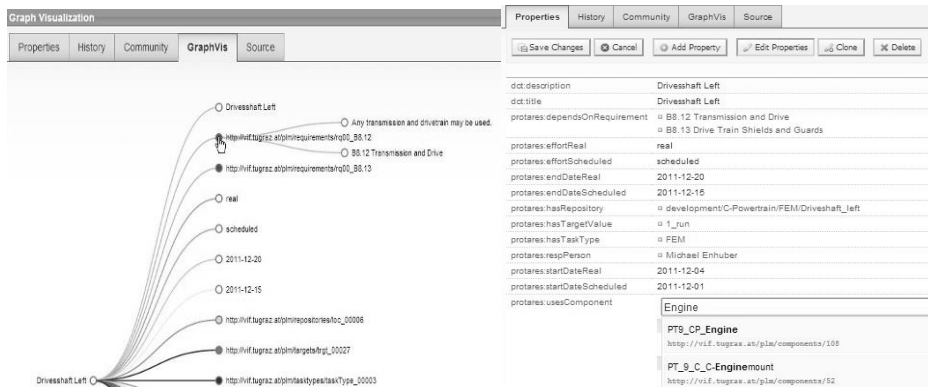 Graph Visualization
Properties History Community GraphVis Source
Drivesshaft Left
Any transmission and drivetrain may be used.
http://vif.tugraz.at/plm/requirements/rq00_B8.12
B8.12 Transmission and Drive
http://vif.tugraz.at/plm/requirements/rq00_B8.13
real
scheduled
2011-12-20
2011-12-15
http://vif.tugraz.at/plm/repositories/loc_00006
http://vif.tugraz.at/plm/targets/trgt_00027
Drivesshaft Left
http://vif.tugraz.at/plm/tasktypes/taskType_00003
Properties History Community GraphVis Source
Save Changes Cancel Add Property Edit Properties Clone Delete
dct:description Drivesshaft Left
dct:title Drivesshaft Left
protares:dependsOnRequirement B8.12 Transmission and Drive
B8.13 Drive Train Shields and Guards
protares:effortReal real
protares:effortScheduled scheduled
protares:endDateReal 2011-12-20
protares:endDateScheduled 2011-12-15
protares:hasRepository development/C-Powertrain/FEM/Driveshaft_left
protares:hasTargetValue 1_run
protares:hasTaskType FEM
protares:respPerson Michael Enhuber
protares:startDateReal 2011-12-04
protares:startDateScheduled 2011-12-01
protares:usesComponent Engine
PT9_CP_Engine
http://vif.tugraz.at/plm/components/108
PT_9_C_C-Enginemount
http://vif.tugraz.at/plm/components/52